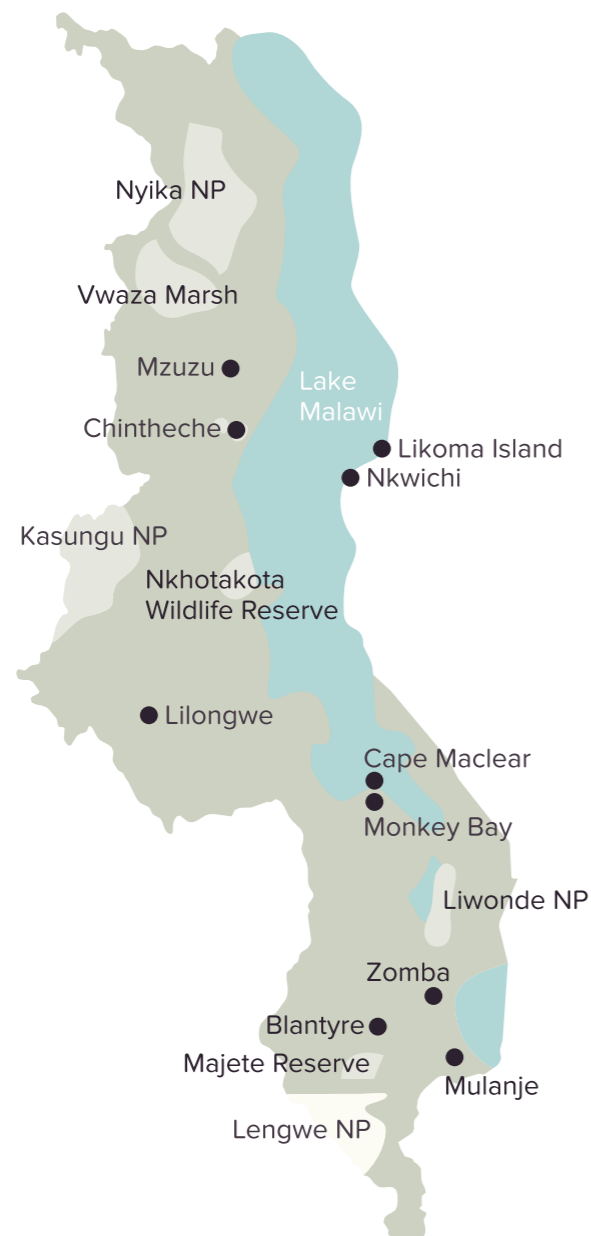 Nyika NP
Vwaza Marsh
Mzuzu
Lake
Malawi
Chintheche
Likoma Island
Nkwichi
Kasungu NP
Nkhotakota
Wildlife Reserve
Lilongwe
Cape Maclear
Monkey Bay
Liwonde NP
Zomba
Blantyre
Majete Reserve
Mulanje
Lengwe NP